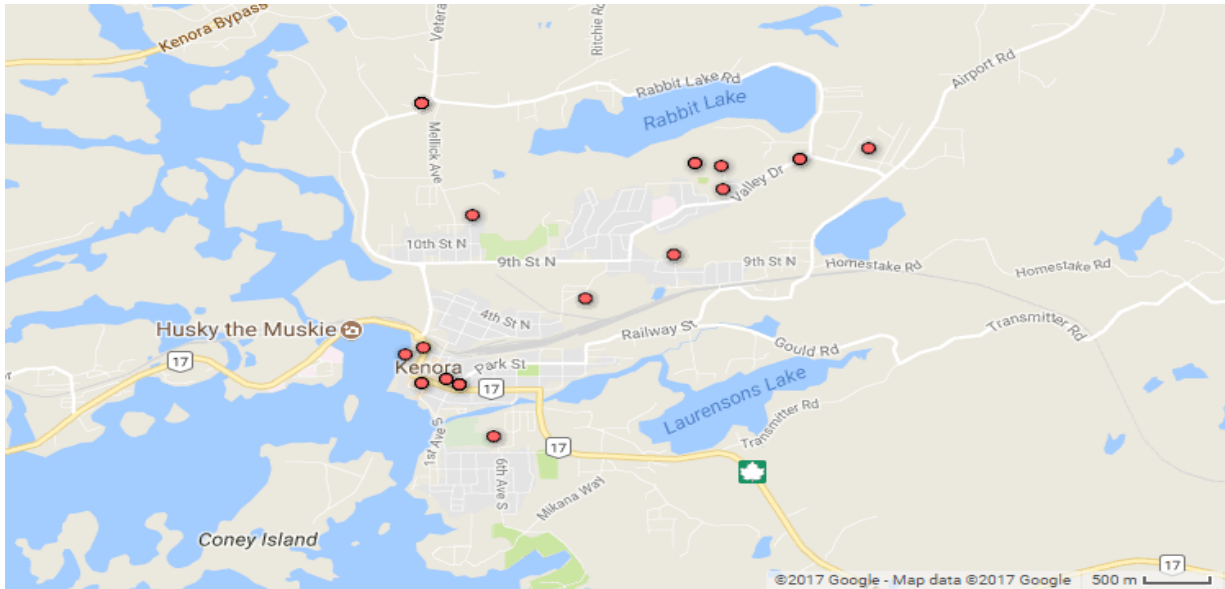 Kenora Bypass
Vetera
Ritchie Rd
Airport Rd
Rabbit Lake Rd
Rabbit Lake
Mellick Ave
Valley Dr
10th St N
9th St N
9th St N
Homestake Rd
Homestake Rd
4th St N
Husky the Muskie
Railway St
Transmitter Rd
Gould Rd
17
Kenora
Park St
17
or
Laurensons Lake
1st Ave S
Transmitter Rd
17
6th Ave S
Mikana Way
Coney Island
17
©2017 Google - Map data ©2017 Google
500 m